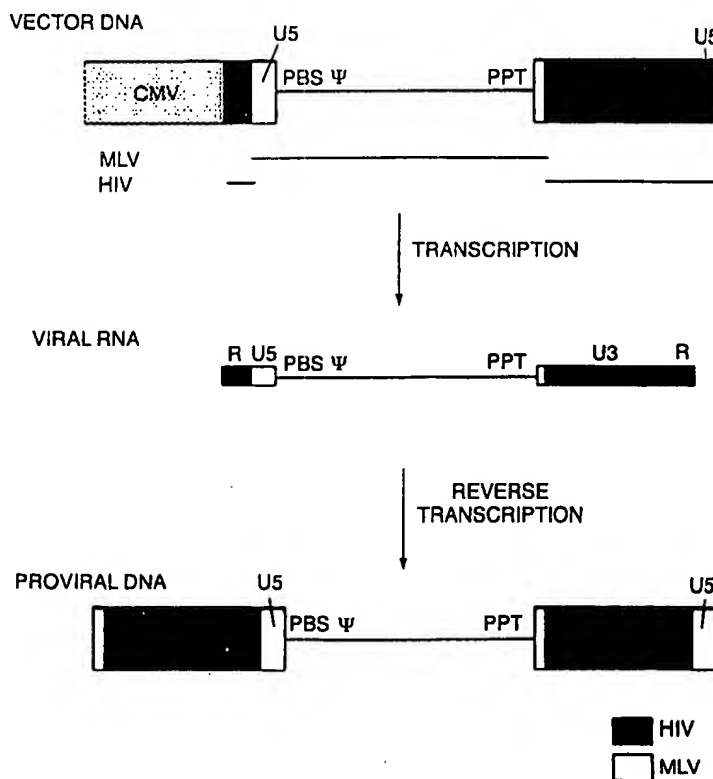 VECTOR DNA
U5
U5
CMV
PBS Ψ
PPT
MLV
HIV
TRANSCRIPTION
VIRAL RNA
R U5
PBS Ψ
PPT
U3
R
REVERSE
TRANSCRIPTION
PROVIRAL DNA
U5
U5
PBS Ψ
PPT
HIV
MLV